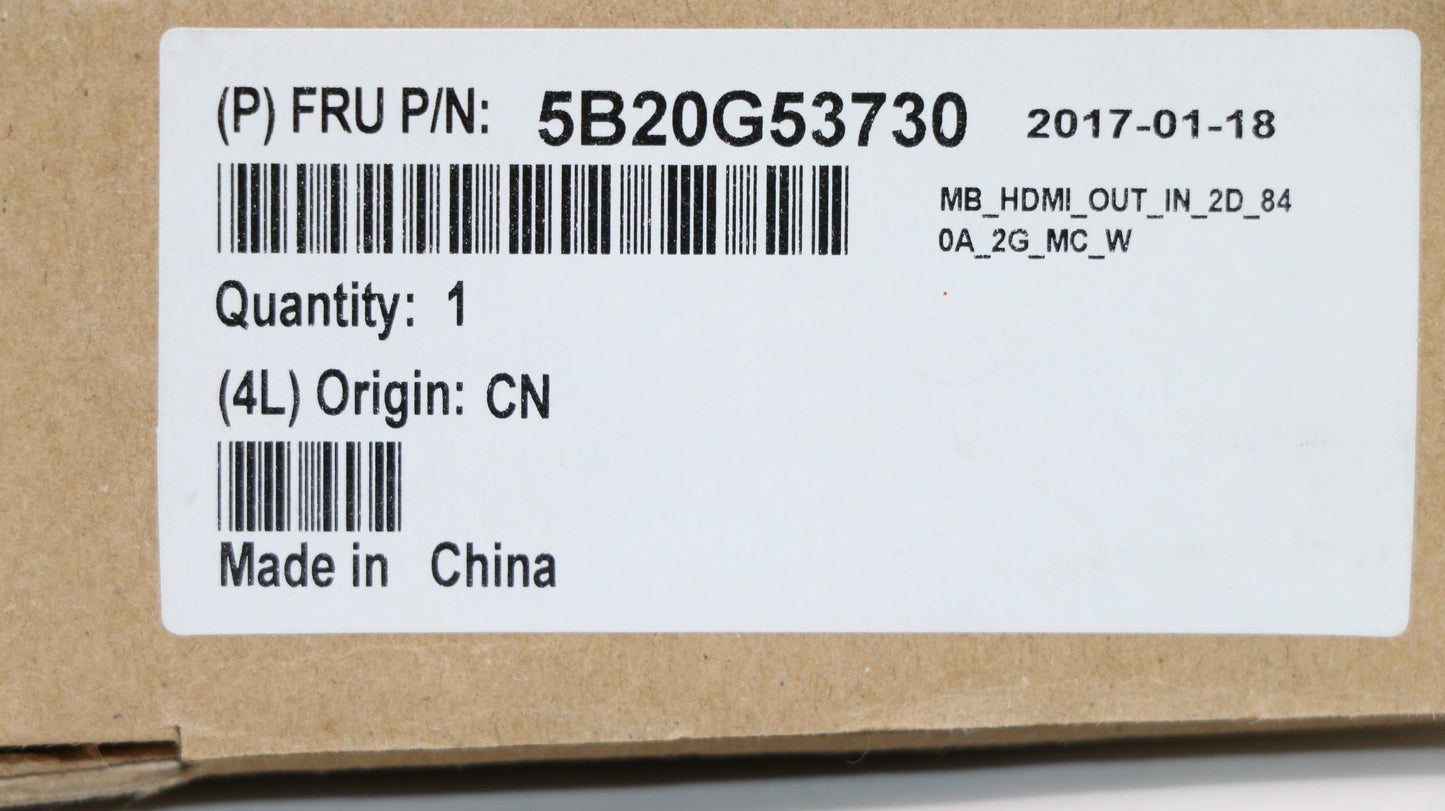 (P) FRU P/N: 5B20G53730 2017-01-18
MB_HDMI_OUT_IN_2D_84
0A_2G_MC_W
Quantity: 1
(4L) Origin: CN
Made in China